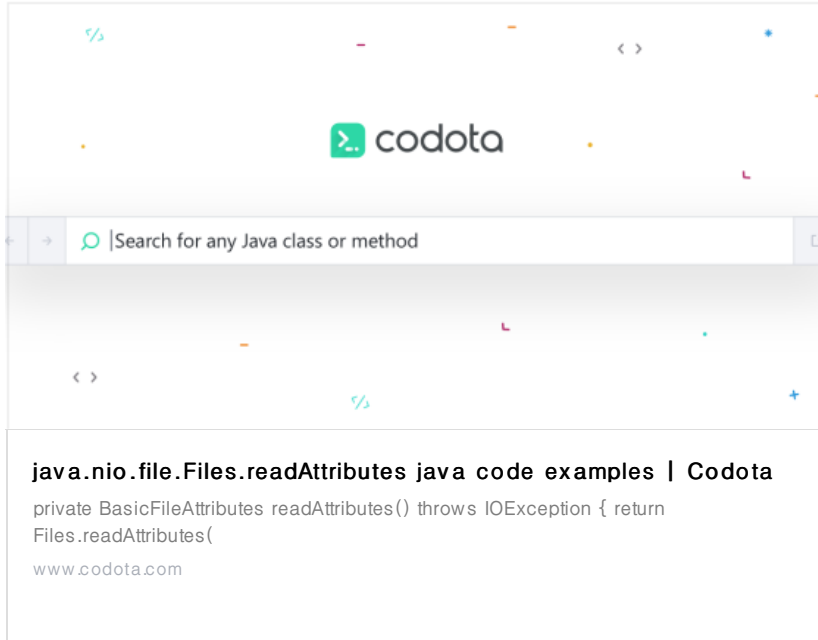 codota
Search for any Java class or method
java.nio.file.Files.readAttributes java code examples | Codota
private BasicFileAttributes readAttributes() throws IOException { return
Files.readAttributes(
www.codota.com